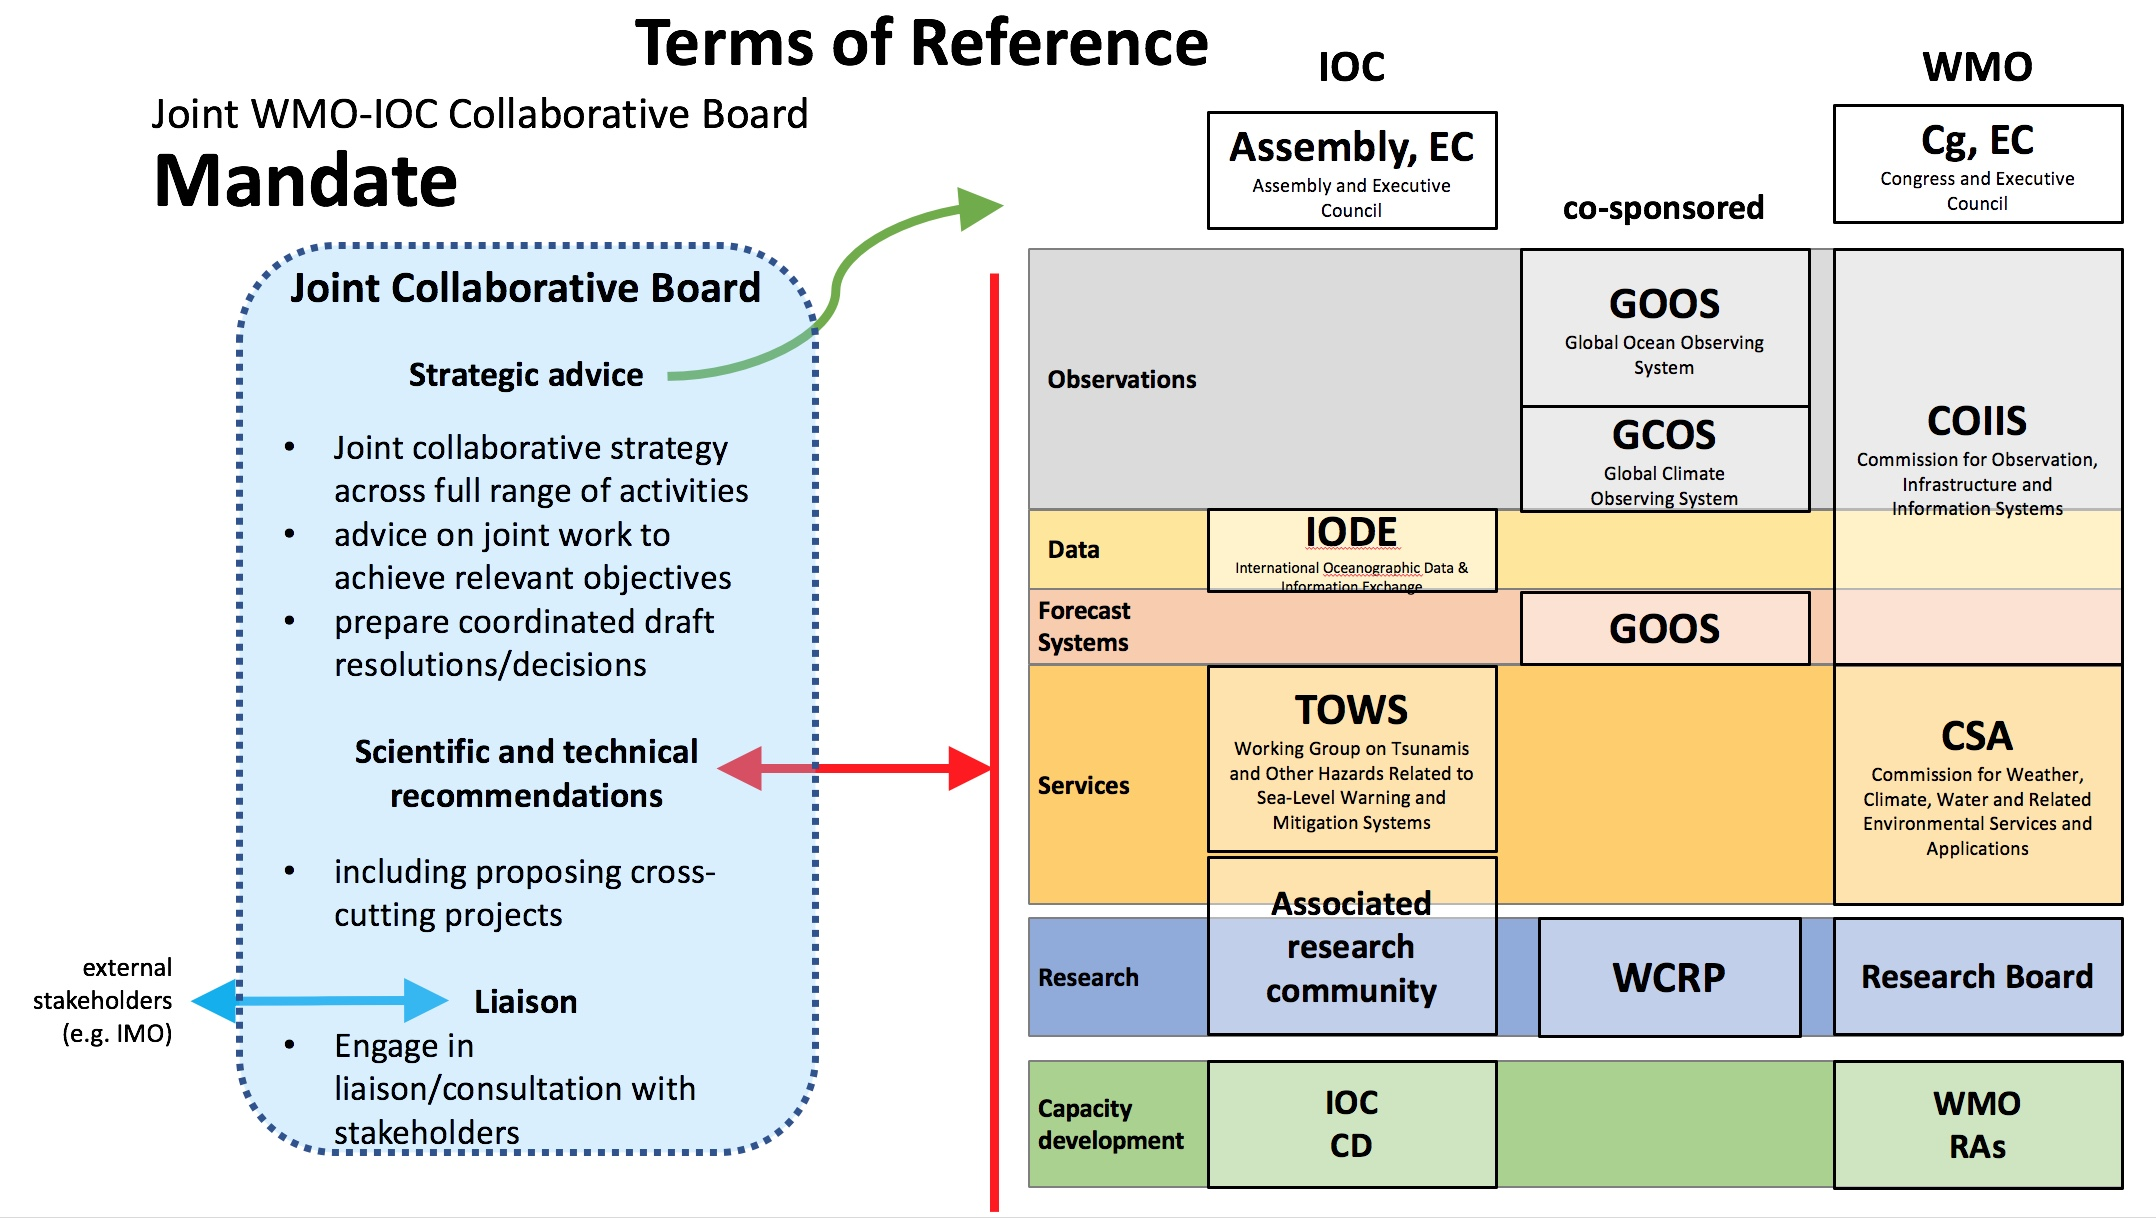 Terms of Reference
Joint WMO-IOC Collaborative Board
Mandate
Joint Collaborative Board
Strategic advice
• Joint collaborative strategy
across full range of activities
• advice on joint work to
achieve relevant objectives
• prepare coordinated draft
resolutions/decisions
Scientific and technical
recommendations
• including proposing cross-
cutting projects
external
stakeholders
(e.g. IMO)
Liaison
• Engage in
liaison/consultation with
stakeholders
IOC
WMO
Assembly, EC
Assembly and Executive
Council
co-sponsored
Cg, EC
Congress and Executive
Council
Observations
GOOS
Global Ocean Observing
System
GCOS
Global Climate
Observing System
COIIS
Commission for Observation,
Infrastructure and
Information Systems
Data
IODE
International Oceanographic Data &
Information Exchange
Forecast
Systems
GOOS
Services
TOWS
Working Group on Tsunamis
and Other Hazards Related to
Sea-Level Warning and
Mitigation Systems
CSA
Commission for Weather,
Climate, Water and Related
Environmental Services and
Applications
Research
Associated
research
community
WCRP
Research Board
Capacity
development
IOC
CD
WMO
RAs